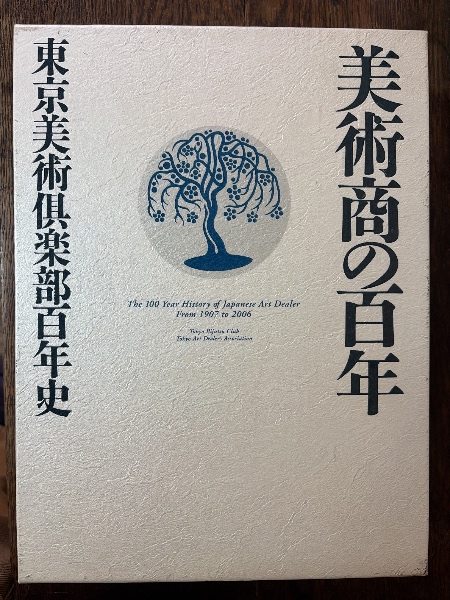 美術商の百年
東京美術俱楽部百年史
The 100 Year History of Japanese Art Dealer
From 1907 to 2006
Tokyo Bijutsu Club
Tokyo Art Dealers Association